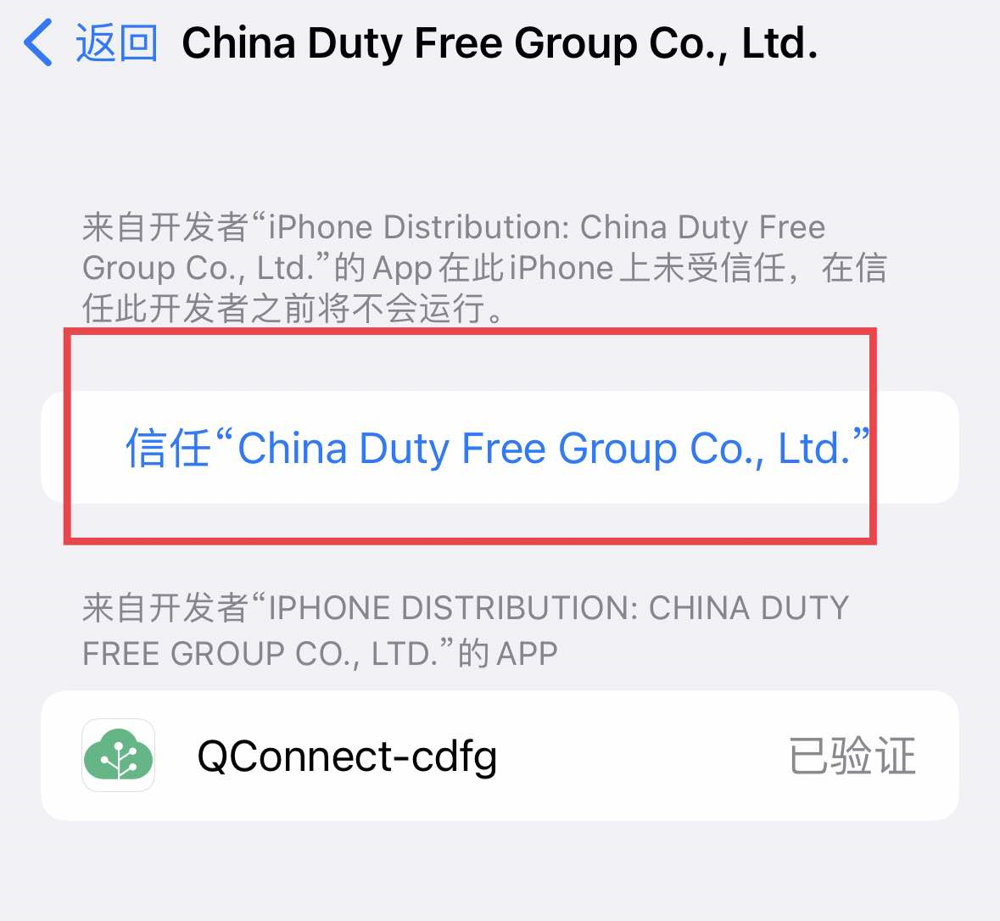 返回 China Duty Free Group Co., Ltd.
来自开发者“iPhone Distribution: China Duty Free
Group Co., Ltd.”的 App 在此 iPhone 上未受信任，在信
任此开发者之前将不会运行。
信任“China Duty Free Group Co., Ltd.”
来自开发者“IPHONE DISTRIBUTION: CHINA DUTY
FREE GROUP CO., LTD.”的 APP
QConnect-cdfg 已验证